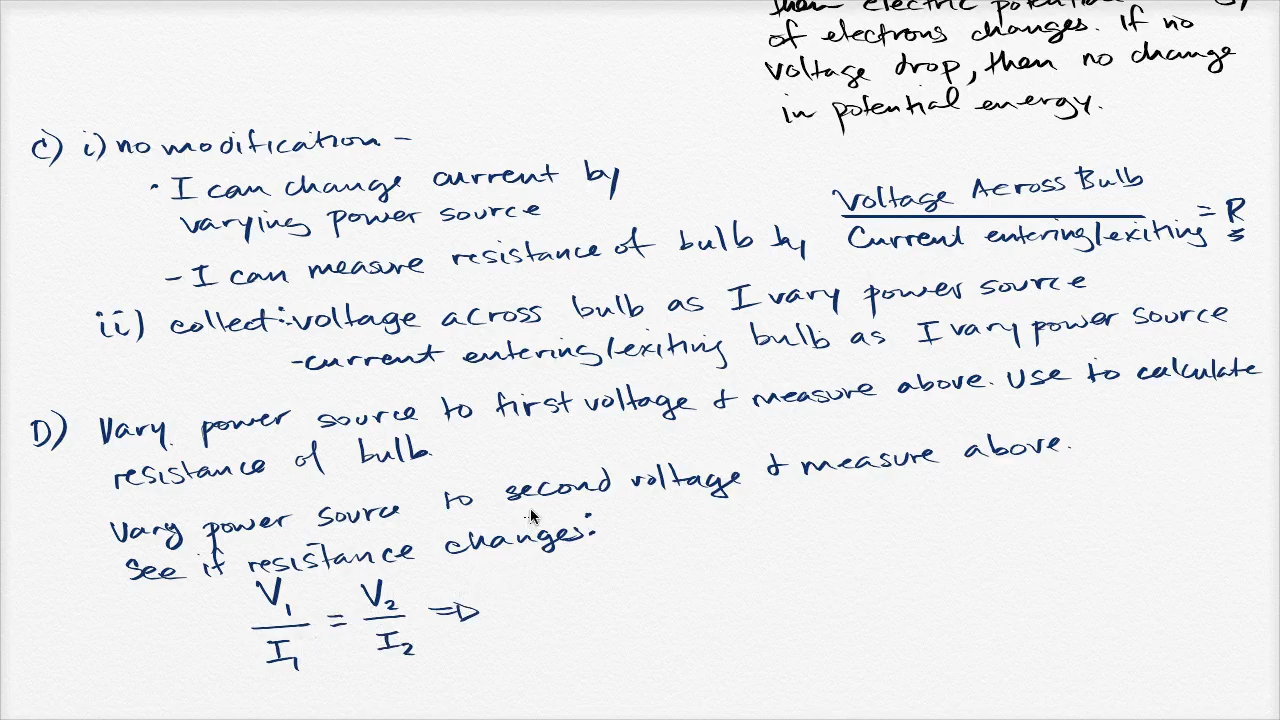 then electric potential
of electrons changes. If no
voltage drop, then no change
in potential energy.
C) i) no modification -
• I can change current by
varying power source
- I can measure resistance of bulb by Voltage Across Bulb
Current entering/exiting = R
ii) collect: voltage across bulb as I vary power source
- current entering/exiting bulb as I vary power source
D) Vary power source to first voltage & measure above. Use to calculate
resistance of bulb.
Vary power source to second voltage & measure above.
See if resistance changes:
V₁/I₁ = V₂/I₂ ⇒